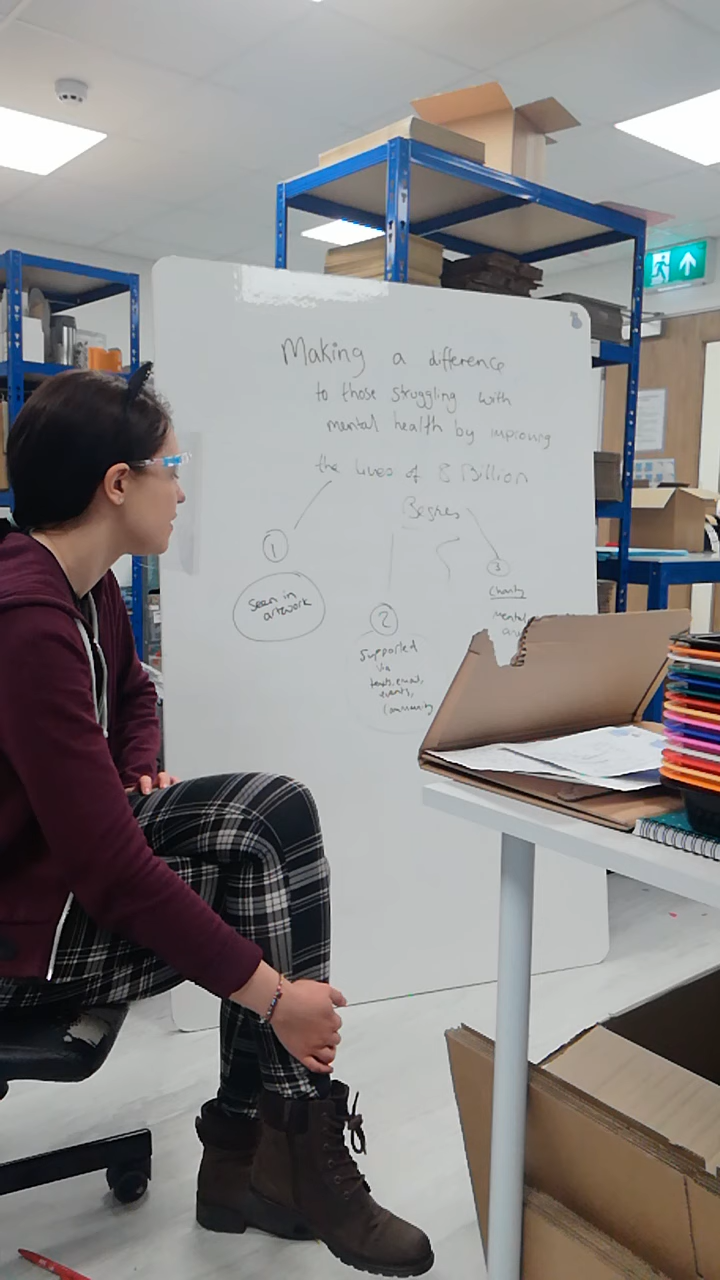 Making a difference
to those struggling with
mental health by improving
the lives of 8 Billion
1
Seen in
artwork
2
Supported
via
events,
Community
3
Charity
mental